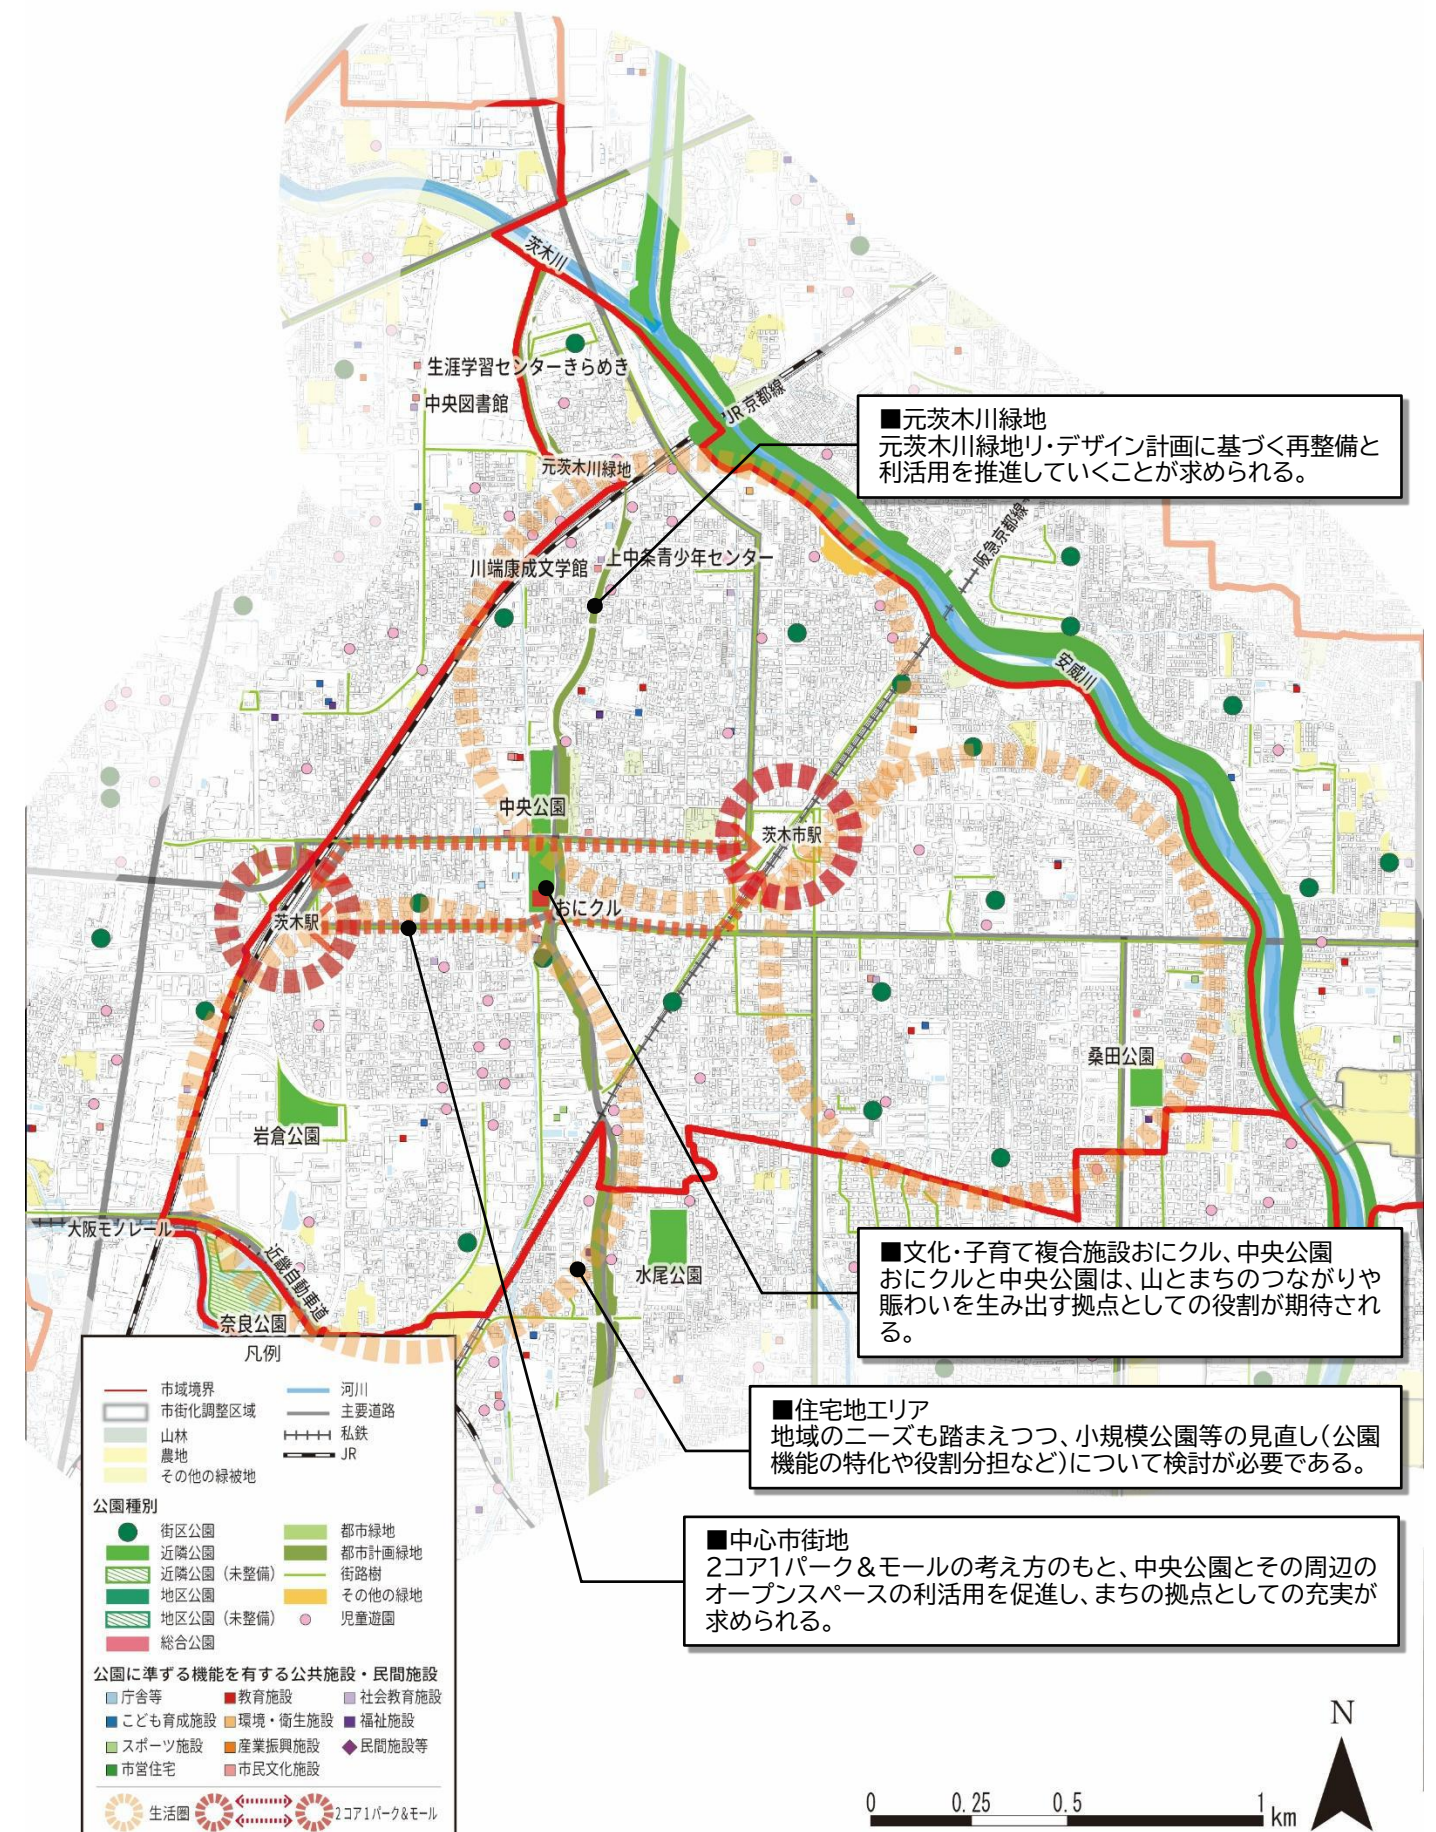 茨木川
生涯学習センターきらめき
中央図書館
JR京都線
■元茨木川緑地
元茨木川緑地リ・デザイン計画に基づく再整備と
利活用を推進していくことが求められる。
元茨木川緑地
阪急京都線
川端康成文学館
上中条青少年センター
安威川
中央公園
茨木市駅
おにクル
茨木駅
桑田公園
岩倉公園
大阪モノレール
近畿自動車道
水尾公園
奈良公園
■文化・子育て複合施設おにクル、中央公園
おにクルと中央公園は、山とまちのつながりや
賑わいを生み出す拠点としての役割が期待され
る。
■住宅地エリア
地域のニーズも踏まえつつ、小規模公園等の見直し（公園
機能の特化や役割分担など）について検討が必要である。
■中心市街地
2コア1パーク&モールの考え方のもと、中央公園とその周辺の
オープンスペースの利活用を促進し、まちの拠点としての充実が
求められる。
凡例
市域境界 河川
市街化調整区域 主要道路
山林 私鉄
農地 JR
その他の緑被地
公園種別
街区公園 都市緑地
近隣公園 都市計画緑地
近隣公園（未整備） 街路樹
地区公園 その他の緑地
地区公園（未整備） 児童遊園
総合公園
公園に準ずる機能を有する公共施設・民間施設
庁舎等 教育施設 社会教育施設
こども育成施設 環境・衛生施設 福祉施設
スポーツ施設 産業振興施設 民間施設等
市営住宅 市民文化施設
生活圏 2コア1パーク&モール
N
0 0.25 0.5 1 km